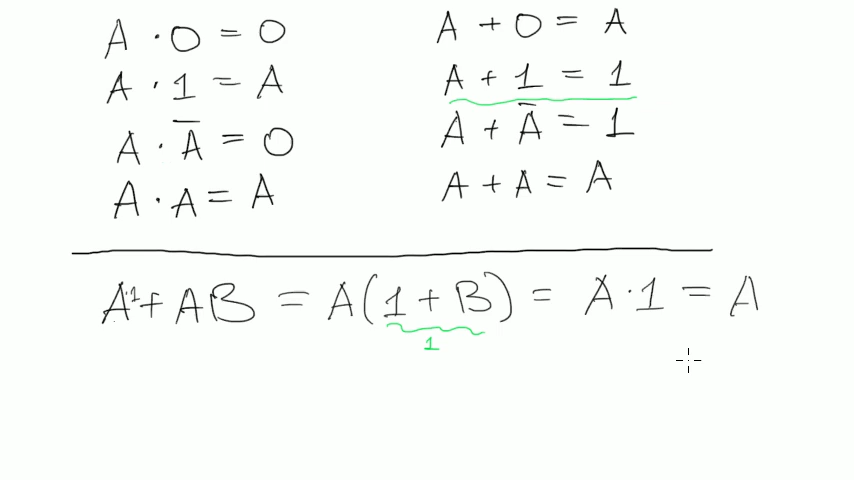 A · 0 = 0
A · 1 = A
A · A̅ = 0
A · A = A
A + 0 = A
A + 1 = 1
A + A̅ = 1
A + A = A
A·1 + AB = A(1 + B) = A · 1 = A
1